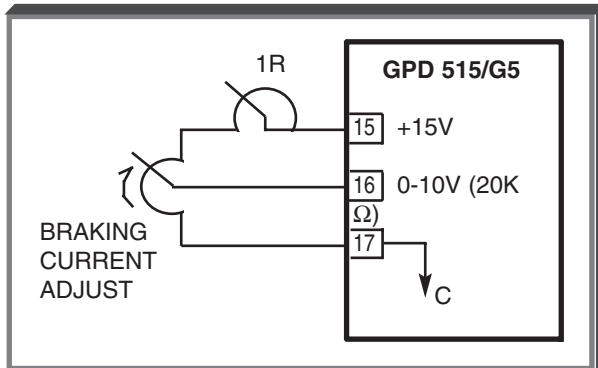 1R
GPD 515/G5
15 +15V
16 0-10V (20K
Ω)
17
BRAKING
CURRENT
ADJUST
C